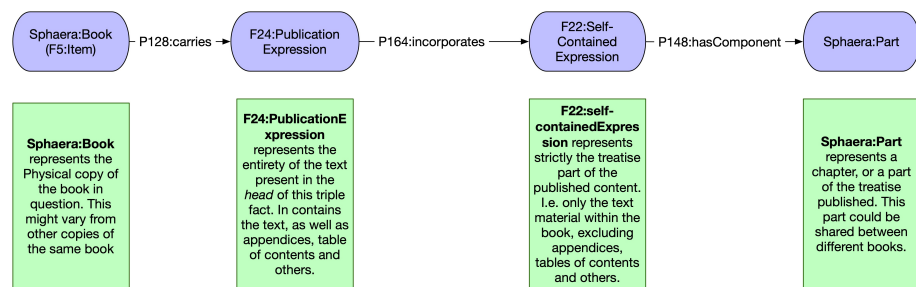 Sphaera:Book
(F5:Item)
P128:carries
F24:Publication
Expression
P164:incorporates
F22:Self-
Contained
Expression
P148:hasComponent
Sphaera:Part
Sphaera:Book
represents the
Physical copy of
the book in
question. This
might vary from
other copies of
the same book
F24:PublicationE
xpression
represents the
entirety of the text
present in the
head of this triple
fact. In contains
the text, as well as
appendices, table
of contents and
others.
F22:self-
containedExpres
sion represents
strictly the treatise
part of the
published content.
I.e. only the text
material within the
book, excluding
appendices,
tables of contents
and others.
Sphaera:Part
represents a
chapter, or a part
of the treatise
published. This
part could be
shared between
different books.